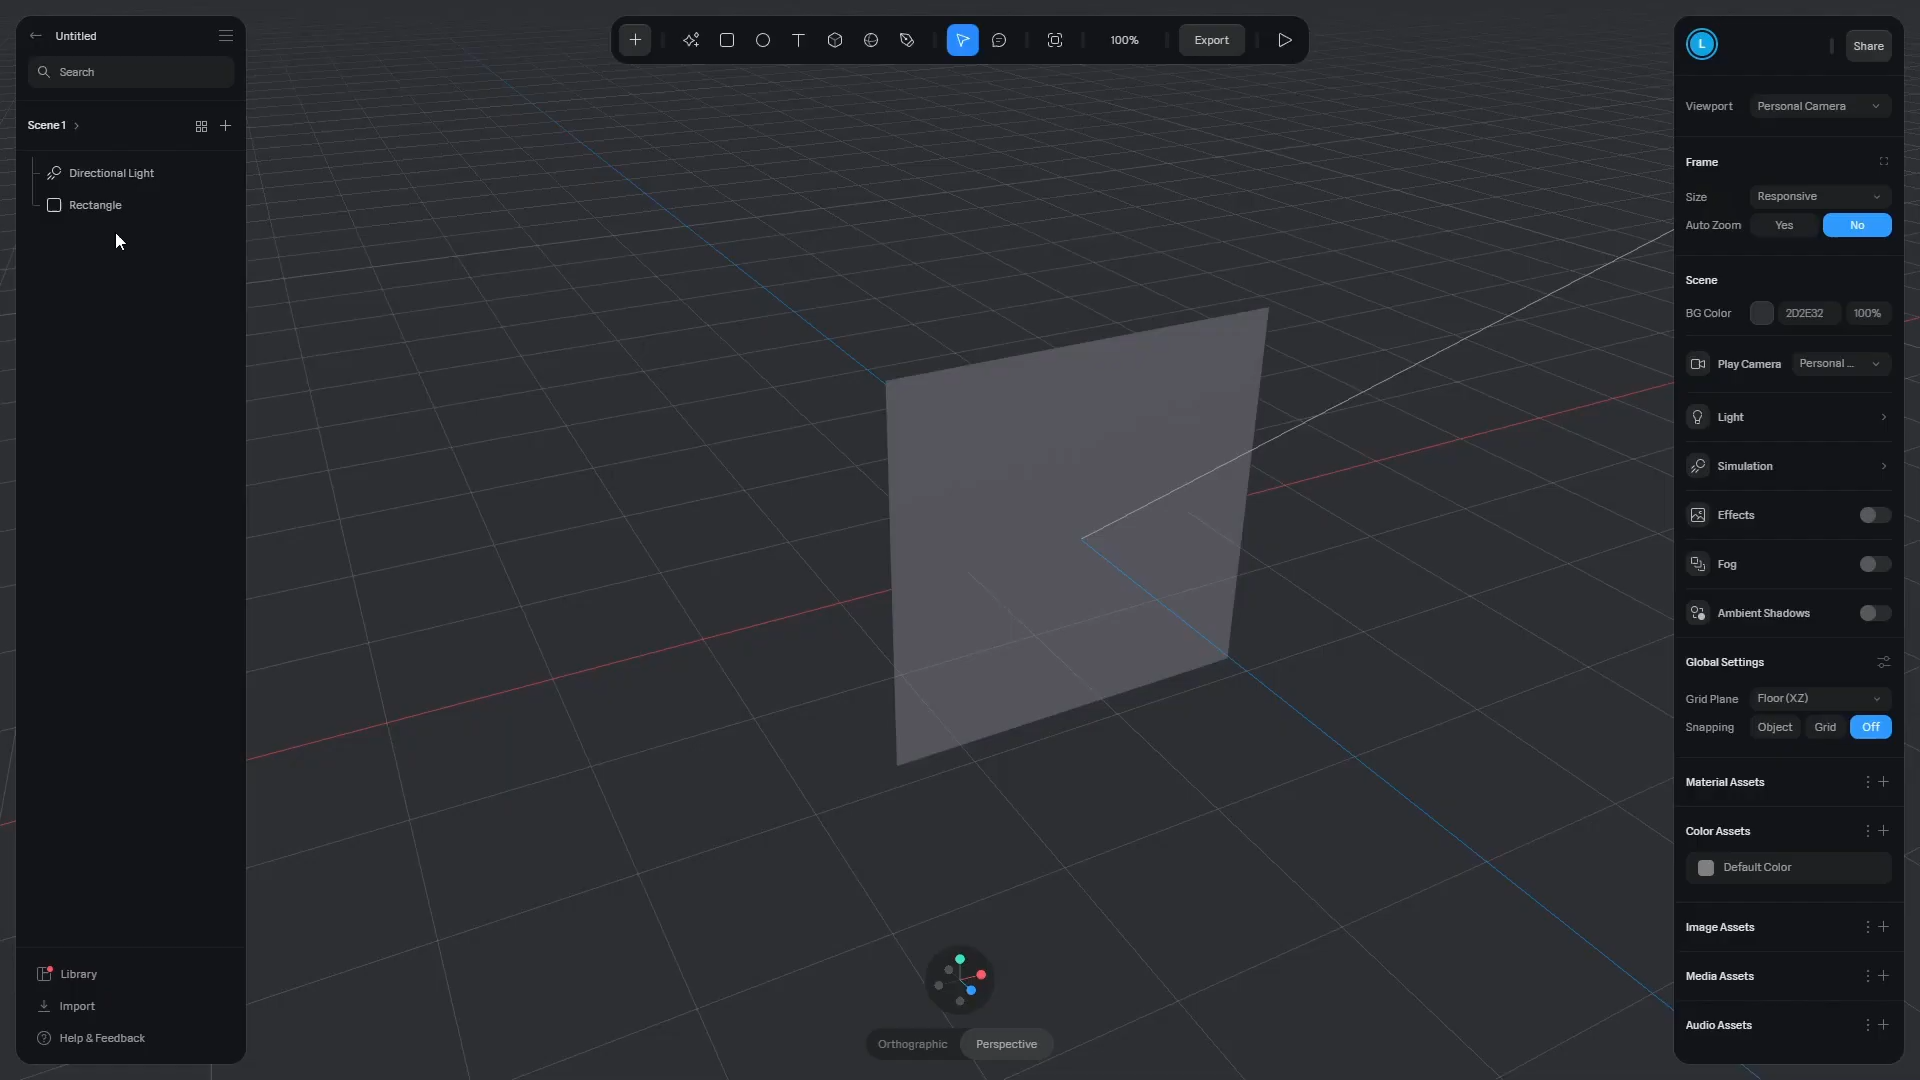 Untitled
Search
Scene 1
Directional Light
Rectangle
Library
Import
Help & Feedback
100%
Export
Orthographic
Perspective
L
Share
Viewport
Personal Camera
Frame
Size
Responsive
Auto Zoom
Yes
No
Scene
BG Color
2D2E32
100%
Play Camera
Personal ...
Light
Simulation
Effects
Fog
Ambient Shadows
Global Settings
Grid Plane
Floor (XZ)
Snapping
Object
Grid
Off
Material Assets
Color Assets
Default Color
Image Assets
Media Assets
Audio Assets